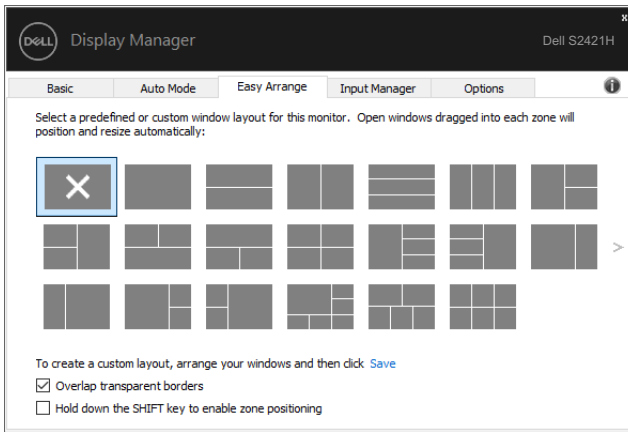 x
DELL Display Manager
Dell S2421H
Basic Auto Mode Easy Arrange Input Manager Options
Select a predefined or custom window layout for this monitor. Open windows dragged into each zone will
position and resize automatically:
To create a custom layout, arrange your windows and then click Save
Overlap transparent borders
Hold down the SHIFT key to enable zone positioning